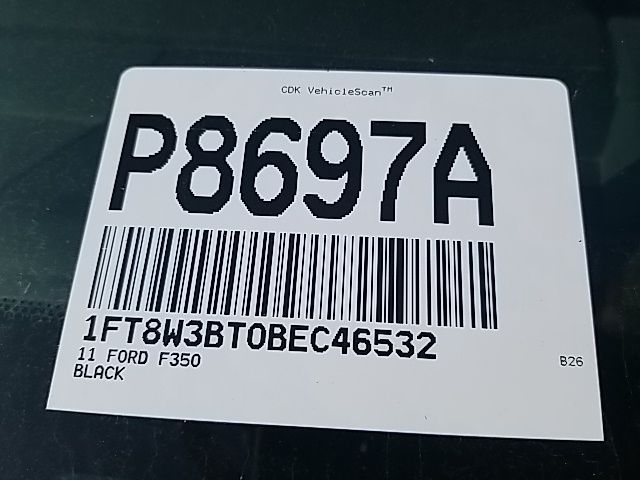 CDK VehicleScan™
P8697A
1FT8W3BT0BEC46532
11 FORD F350
BLACK
B26